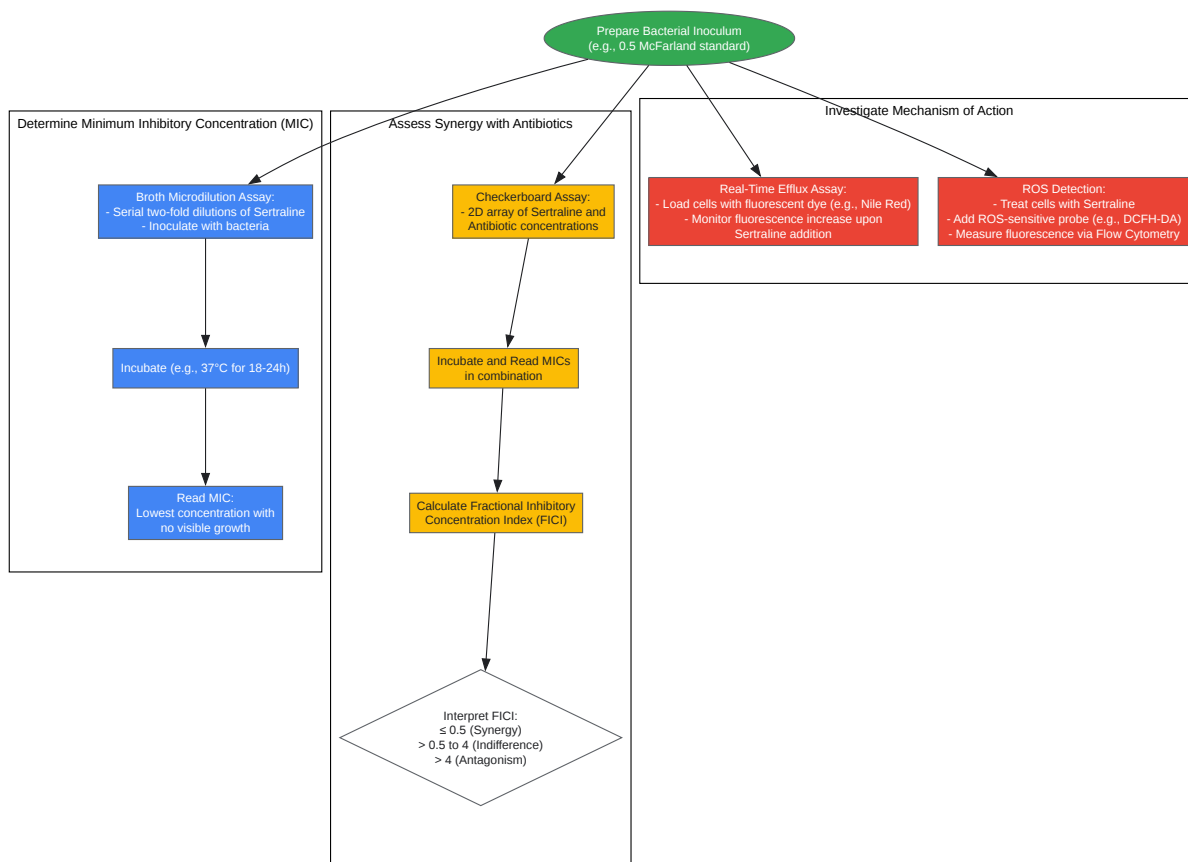 Prepare Bacterial Inoculum
(e.g., 0.5 McFarland standard)
Determine Minimum Inhibitory Concentration (MIC)
Broth Microdilution Assay:
- Serial two-fold dilutions of Sertraline
- Inoculate with bacteria
Incubate (e.g., 37°C for 18-24h)
Read MIC:
Lowest concentration with
no visible growth
Assess Synergy with Antibiotics
Checkerboard Assay:
- 2D array of Sertraline and
Antibiotic concentrations
Incubate and Read MICs
in combination
Calculate Fractional Inhibitory
Concentration Index (FICI)
Interpret FICI:
≤ 0.5 (Synergy)
> 0.5 to 4 (Indifference)
> 4 (Antagonism)
Investigate Mechanism of Action
Real-Time Efflux Assay:
- Load cells with fluorescent dye (e.g., Nile Red)
- Monitor fluorescence increase upon
Sertraline addition
ROS Detection:
- Treat cells with Sertraline
- Add ROS-sensitive probe (e.g., DCFH-DA)
- Measure fluorescence via Flow Cytometry